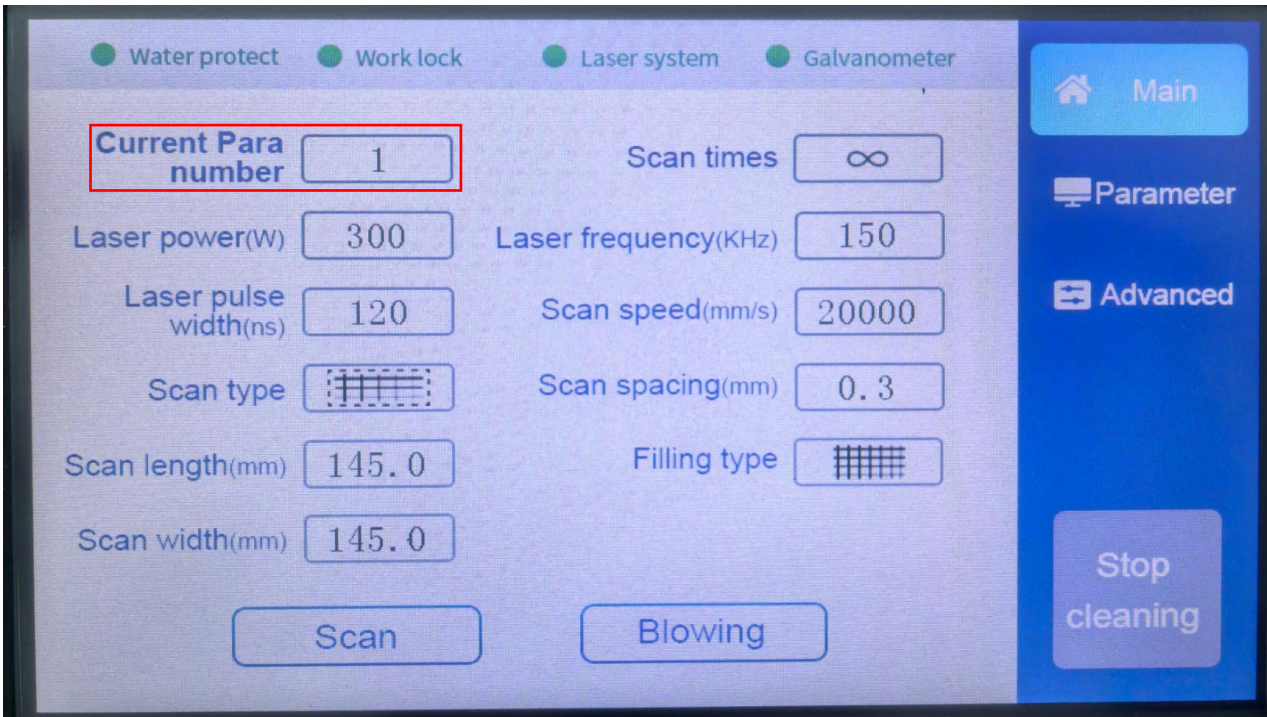 Water protect
Work lock
Laser system
Galvanometer
Current Para
number
1
Scan times
∞
Laser power(W)
300
Laser frequency(KHz)
150
Laser pulse
width(ns)
120
Scan speed(mm/s)
20000
Scan type
Scan spacing(mm)
0.3
Scan length(mm)
145.0
Filling type
Scan width(mm)
145.0
Scan
Blowing
Main
Parameter
Advanced
Stop
cleaning